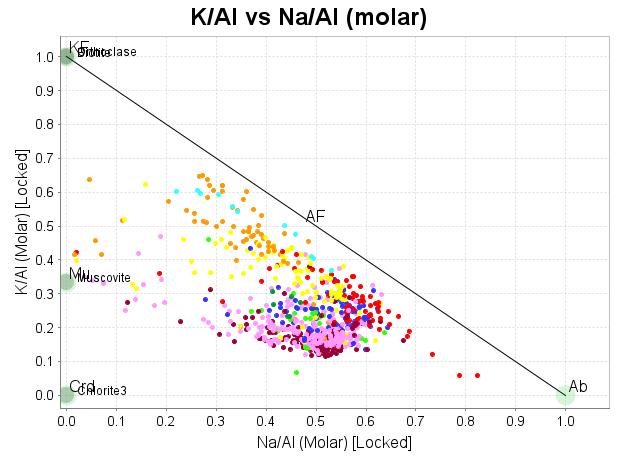 K/Al vs Na/Al (molar)
1.0
0.9
0.8
0.7
0.6
0.5
0.4
0.3
0.2
0.1
0.0
K/Al (Molar) [Locked]
AF
Mu
Muscovite
Crd
Chlorite3
Ab
0.0 0.1 0.2 0.3 0.4 0.5 0.6 0.7 0.8 0.9 1.0
Na/Al (Molar) [Locked]